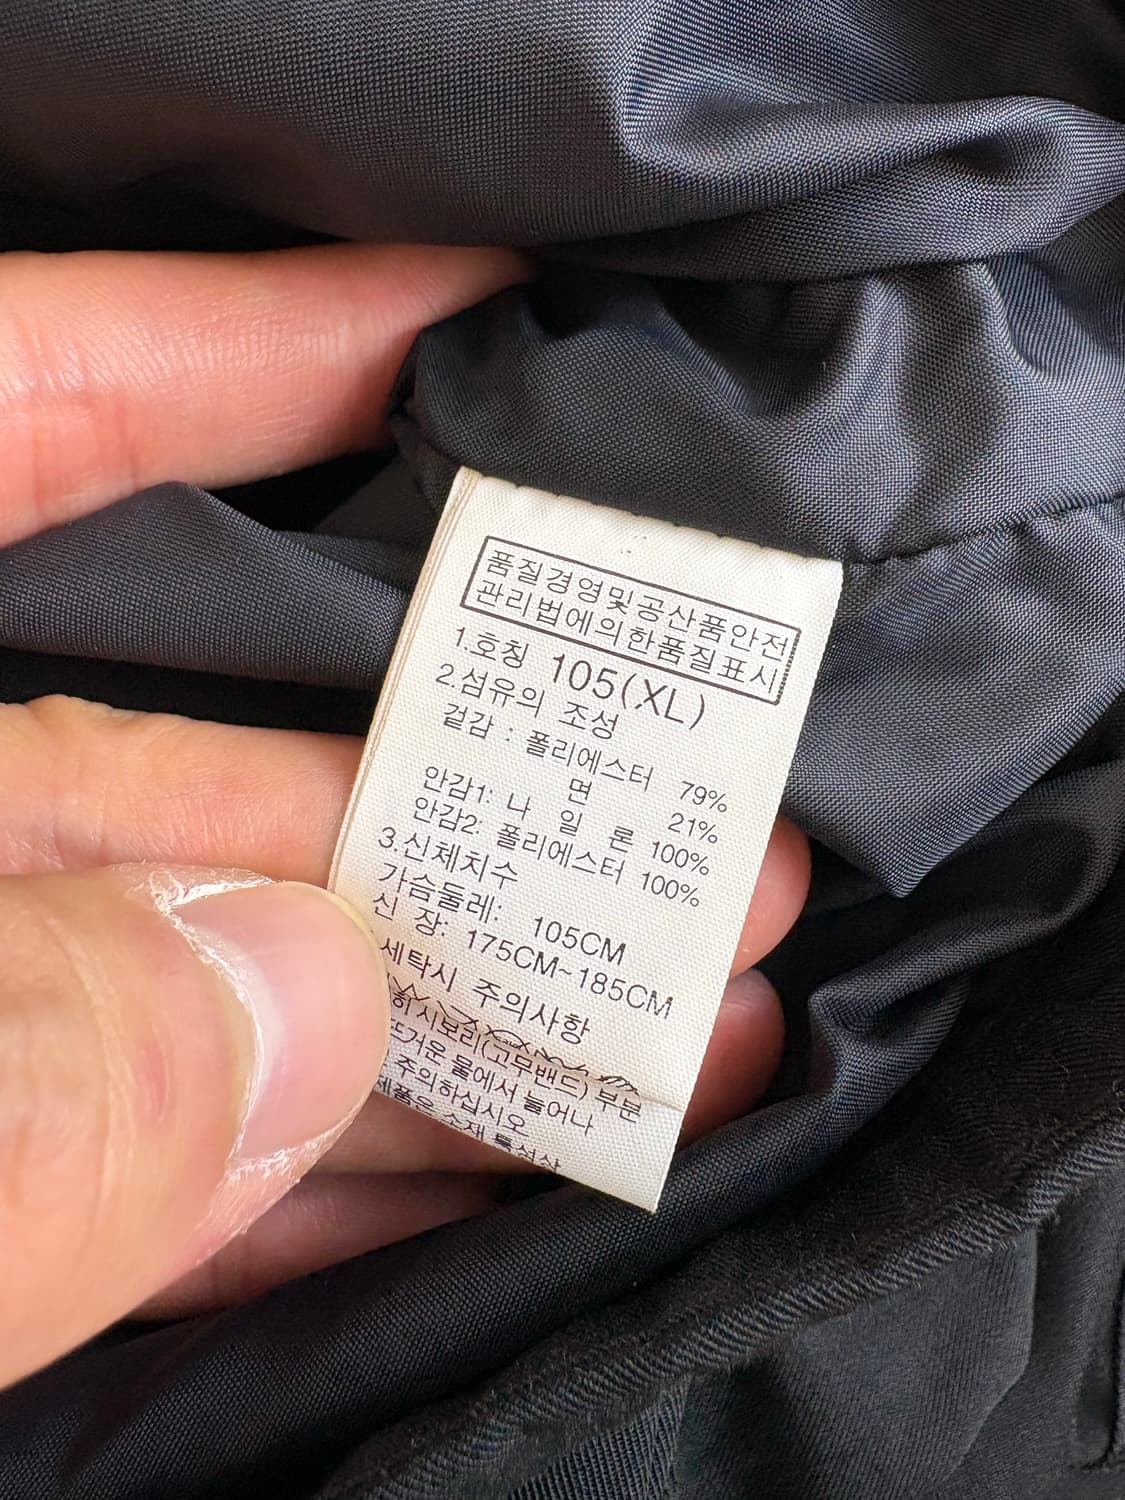 품질경영및공산품안전
관리법에의한품질표시
1.호칭 105(XL)
2.섬유의 조성
겉감 : 폴리에스터 79%
면 21%
안감1: 나 일 론 100%
안감2: 폴리에스터 100%
3.신체치수
가슴둘레: 105CM
신 장: 175CM~185CM
세탁시 주의사항
시보리(고무밴드) 부분
뜨거운 물에서 늘어나
주의하십시오
소재 특성상